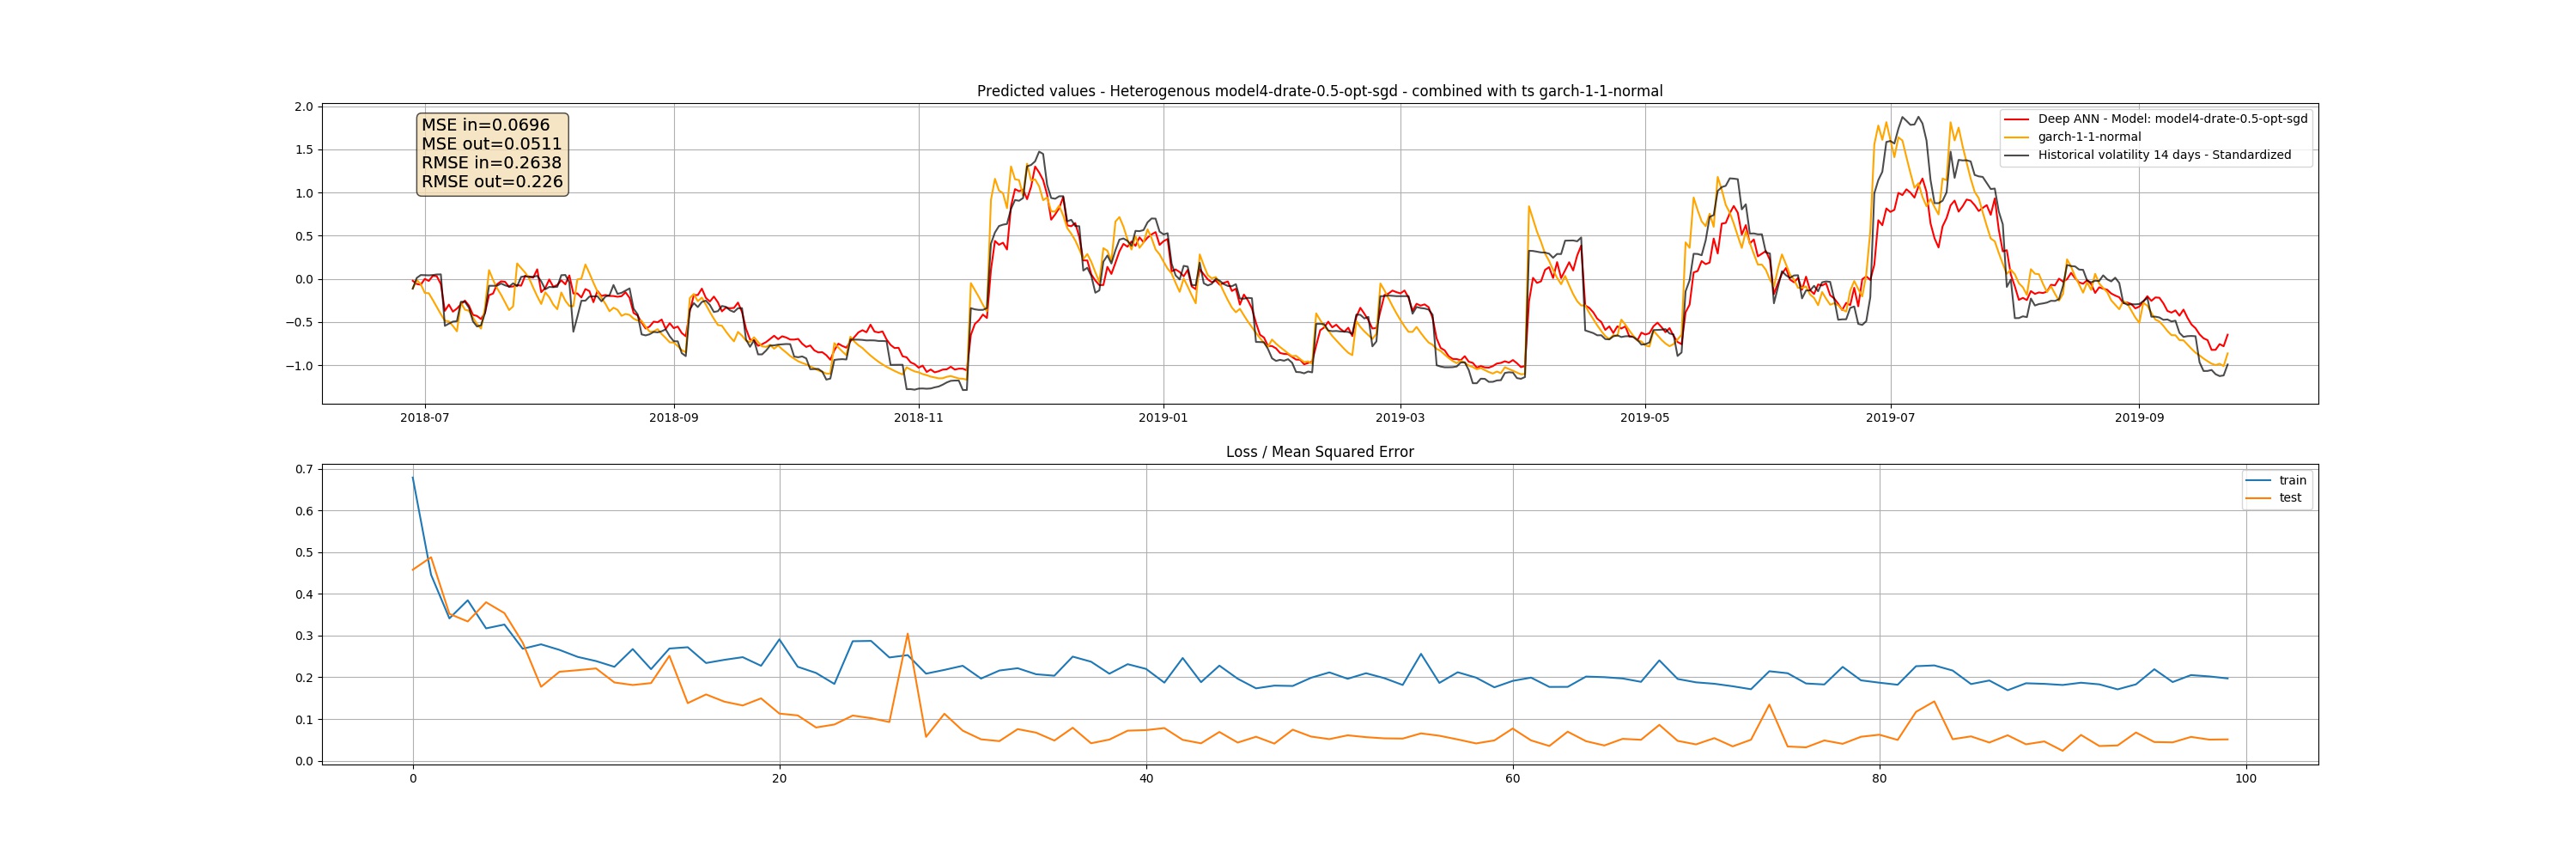 Predicted values - Heterogenous model4-drate-0.5-opt-sgd - combined with ts garch-1-1-normal
2.0
1.5
1.0
0.5
0.0
−0.5
−1.0
MSE in=0.0696
MSE out=0.0511
RMSE in=0.2638
RMSE out=0.226
Deep ANN - Model: model4-drate-0.5-opt-sgd
garch-1-1-normal
Historical volatility 14 days - Standardized
2018-07 2018-09 2018-11 2019-01 2019-03 2019-05 2019-07 2019-09
Loss / Mean Squared Error
0.7
0.6
0.5
0.4
0.3
0.2
0.1
0.0
train
test
0 20 40 60 80 100